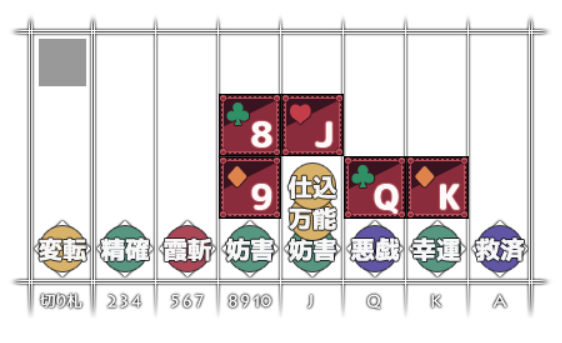 8 J
9 仕込 Q K
万能
変転 精確 霞斬 妨害 妨害 悪戯 幸運 救済
切り札 234 567 8910 J Q K A